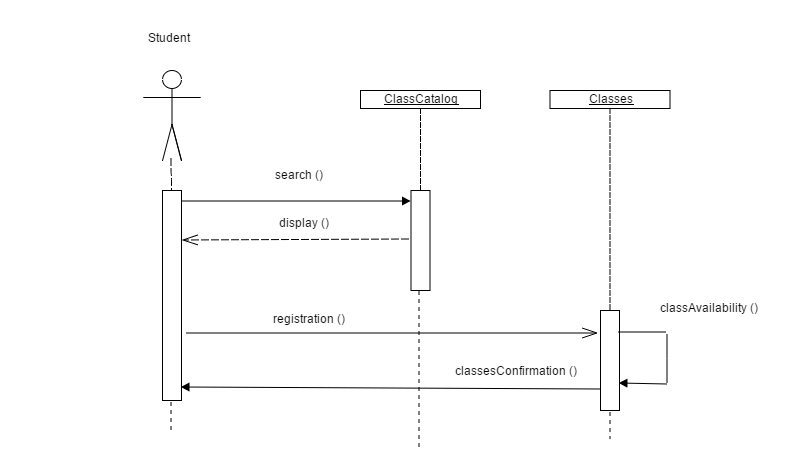 Student
ClassCatalog
Classes
search ()
display ()
classAvailability ()
registration ()
classesConfirmation ()